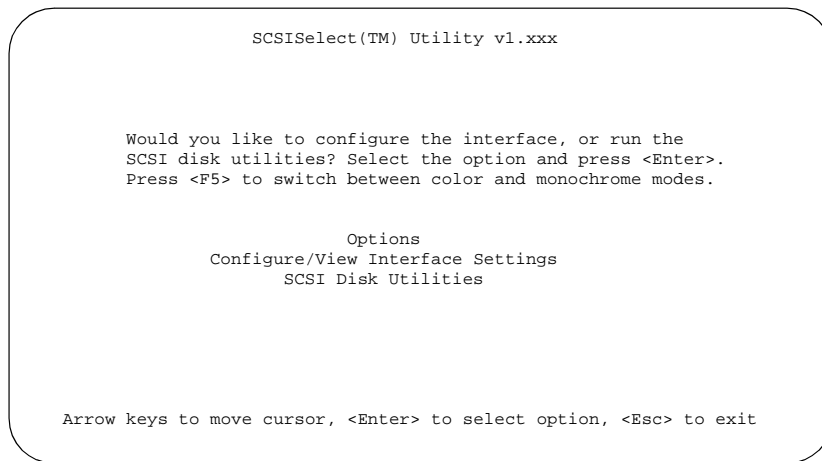 SCSISelect(TM) Utility v1.xxx
Would you like to configure the interface, or run the
SCSI disk utilities? Select the option and press <Enter>.
Press <F5> to switch between color and monochrome modes.
Options
Configure/View Interface Settings
SCSI Disk Utilities
Arrow keys to move cursor, <Enter> to select option, <Esc> to exit